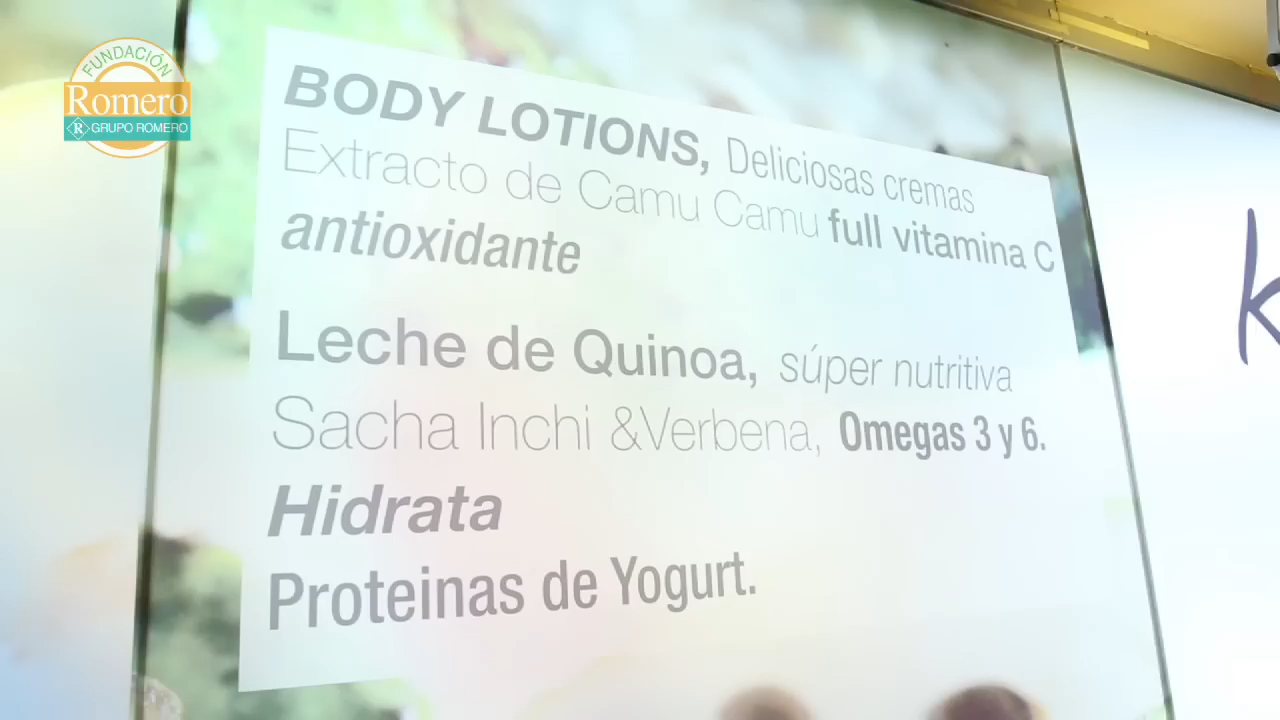 FUNDACIÓN
Romero
R GRUPO ROMERO
BODY LOTIONS, Deliciosas cremas
Extracto de Camu Camu full vitamina C
antioxidante
Leche de Quinoa, súper nutritiva
Sacha Inchi &Verbena, Omegas 3 y 6.
Hidrata
Proteinas de Yogurt.